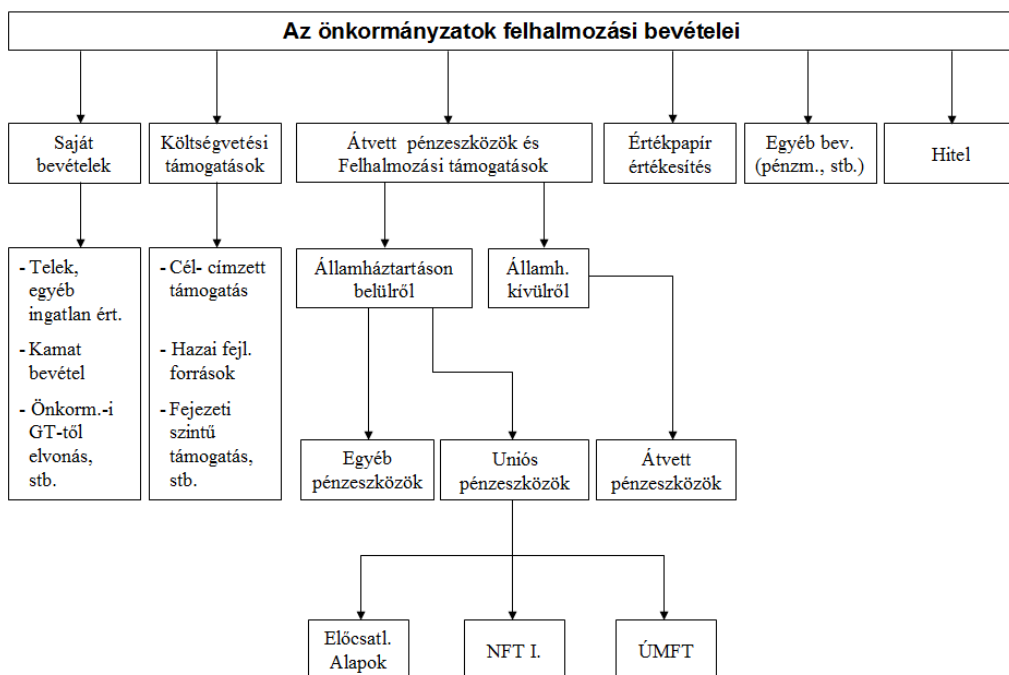 Az önkormányzatok felhalmozási bevételei
Saját
bevételek
Költségvetési
támogatások
Átvett pénzeszközök és
Felhalmozási támogatások
Értékpapír
értékesítés
Egyéb bev.
(pénzm., stb.)
Hitel
- Telek,
egyéb
ingatlan ért.
- Kamat
bevétel
- Önkorm.-i
GT-től
elvonás,
stb.
- Cél- címzett
támogatás
- Hazai fejl.
források
- Fejezeti
szintű
támogatás,
stb.
Államháztartáson
belülről
Államh.
kívülről
Egyéb
pénzeszközök
Uniós
pénzeszközök
Átvett
pénzeszközök
Előcsatl.
Alapok
NFT I.
ÚMFT